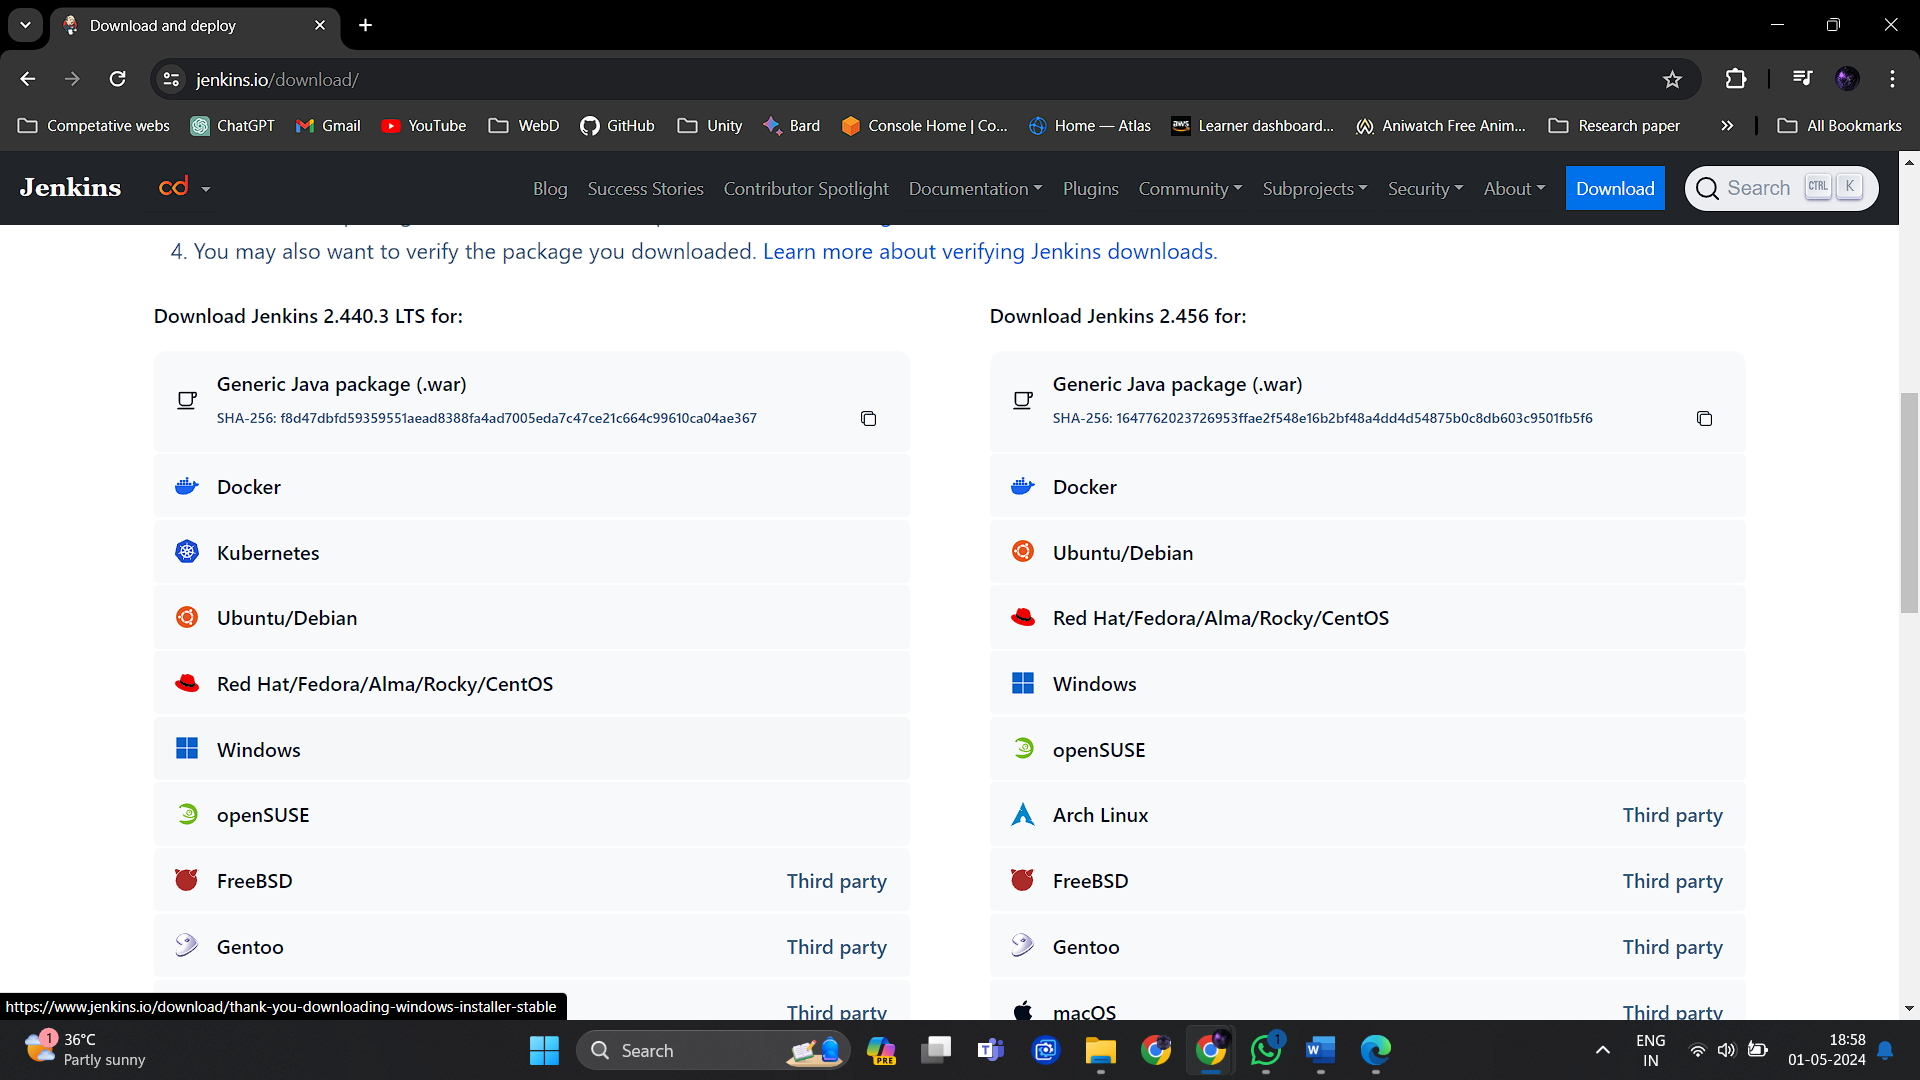 Download and deploy
jenkins.io/download/
Competative webs ChatGPT Gmail YouTube WebD GitHub Unity Bard Console Home | Co... Home — Atlas Learner dashboard... Aniwatch Free Anim... Research paper All Bookmarks
Jenkins cd Blog Success Stories Contributor Spotlight Documentation Plugins Community Subprojects Security About Download Search CTRL K
4. You may also want to verify the package you downloaded. Learn more about verifying Jenkins downloads.
Download Jenkins 2.440.3 LTS for:
Generic Java package (.war)
SHA-256: f8d47dbfd59359551aead8388fa4ad7005eda7c47ce21c664c99610ca04ae367
Docker
Kubernetes
Ubuntu/Debian
Red Hat/Fedora/Alma/Rocky/CentOS
Windows
openSUSE
FreeBSD Third party
Gentoo Third party
Third party
Download Jenkins 2.456 for:
Generic Java package (.war)
SHA-256: 1647762023726953ffae2f548e16b2bf48a4dd4d54875b0c8db603c9501fb5f6
Docker
Ubuntu/Debian
Red Hat/Fedora/Alma/Rocky/CentOS
Windows
openSUSE
Arch Linux Third party
FreeBSD Third party
Gentoo Third party
macOS Third party
https://www.jenkins.io/download/thank-you-downloading-windows-installer-stable
1
36°C
Partly sunny
Search
PRE
1
ENG
IN
18:58
01-05-2024